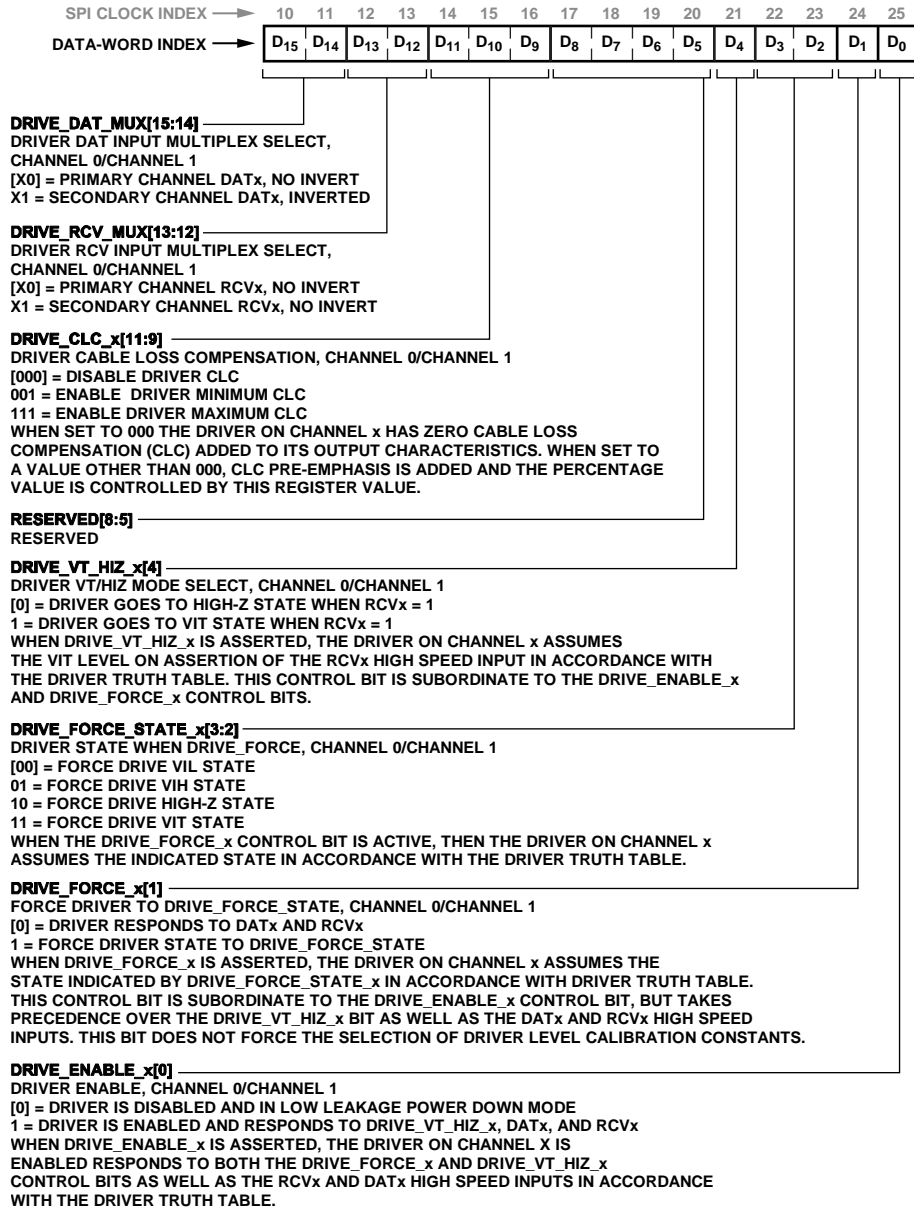 SPI CLOCK INDEX 10 11 12 13 14 15 16 17 18 19 20 21 22 23 24 25
DATA-WORD INDEX D15 D14 D13 D12 D11 D10 D9 D8 D7 D6 D5 D4 D3 D2 D1 D0
DRIVE_DAT_MUX[15:14]
DRIVER DAT INPUT MULTIPLEX SELECT,
CHANNEL 0/CHANNEL 1
[X0] = PRIMARY CHANNEL DATx, NO INVERT
X1 = SECONDARY CHANNEL DATx, INVERTED
DRIVE_RCV_MUX[13:12]
DRIVER RCV INPUT MULTIPLEX SELECT,
CHANNEL 0/CHANNEL 1
[X0] = PRIMARY CHANNEL RCVx, NO INVERT
X1 = SECONDARY CHANNEL RCVx, NO INVERT
DRIVE_CLC_x[11:9]
DRIVER CABLE LOSS COMPENSATION, CHANNEL 0/CHANNEL 1
[000] = DISABLE DRIVER CLC
001 = ENABLE DRIVER MINIMUM CLC
111 = ENABLE DRIVER MAXIMUM CLC
WHEN SET TO 000 THE DRIVER ON CHANNEL x HAS ZERO CABLE LOSS
COMPENSATION (CLC) ADDED TO ITS OUTPUT CHARACTERISTICS. WHEN SET TO
A VALUE OTHER THAN 000, CLC PRE-EMPHASIS IS ADDED AND THE PERCENTAGE
VALUE IS CONTROLLED BY THIS REGISTER VALUE.
RESERVED[8:5]
RESERVED
DRIVE_VT_HIZ_x[4]
DRIVER VT/HIZ MODE SELECT, CHANNEL 0/CHANNEL 1
[0] = DRIVER GOES TO HIGH-Z STATE WHEN RCVx = 1
1 = DRIVER GOES TO VIT STATE WHEN RCVx = 1
WHEN DRIVE_VT_HIZ_x IS ASSERTED, THE DRIVER ON CHANNEL x ASSUMES
THE VIT LEVEL ON ASSERTION OF THE RCVx HIGH SPEED INPUT IN ACCORDANCE WITH
THE DRIVER TRUTH TABLE. THIS CONTROL BIT IS SUBORDINATE TO THE DRIVE_ENABLE_x
AND DRIVE_FORCE_x CONTROL BITS.
DRIVE_FORCE_STATE_x[3:2]
DRIVER STATE WHEN DRIVE_FORCE, CHANNEL 0/CHANNEL 1
[00] = FORCE DRIVE VIL STATE
01 = FORCE DRIVE VIH STATE
10 = FORCE DRIVE HIGH-Z STATE
11 = FORCE DRIVE VIT STATE
WHEN THE DRIVE_FORCE_x CONTROL BIT IS ACTIVE, THEN THE DRIVER ON CHANNEL x
ASSUMES THE INDICATED STATE IN ACCORDANCE WITH THE DRIVER TRUTH TABLE.
DRIVE_FORCE_x[1]
FORCE DRIVER TO DRIVE_FORCE_STATE, CHANNEL 0/CHANNEL 1
[0] = DRIVER RESPONDS TO DATx AND RCVx
1 = FORCE DRIVER STATE TO DRIVE_FORCE_STATE
WHEN DRIVE_FORCE_x IS ASSERTED, THE DRIVER ON CHANNEL x ASSUMES THE
STATE INDICATED BY DRIVE_FORCE_STATE_x IN ACCORDANCE WITH DRIVER TRUTH TABLE.
THIS CONTROL BIT IS SUBORDINATE TO THE DRIVE_ENABLE_x CONTROL BIT, BUT TAKES
PRECEDENCE OVER THE DRIVE_VT_HIZ_x BIT AS WELL AS THE DATx AND RCVx HIGH SPEED
INPUTS. THIS BIT DOES NOT FORCE THE SELECTION OF DRIVER LEVEL CALIBRATION CONSTANTS.
DRIVE_ENABLE_x[0]
DRIVER ENABLE, CHANNEL 0/CHANNEL 1
[0] = DRIVER IS DISABLED AND IN LOW LEAKAGE POWER DOWN MODE
1 = DRIVER IS ENABLED AND RESPONDS TO DRIVE_VT_HIZ_x, DATx, AND RCVx
WHEN DRIVE_ENABLE_x IS ASSERTED, THE DRIVER ON CHANNEL X IS
ENABLED RESPONDS TO BOTH THE DRIVE_FORCE_x AND DRIVE_VT_HIZ_x
CONTROL BITS AS WELL AS THE RCVx AND DATx HIGH SPEED INPUTS IN ACCORDANCE
WITH THE DRIVER TRUTH TABLE.